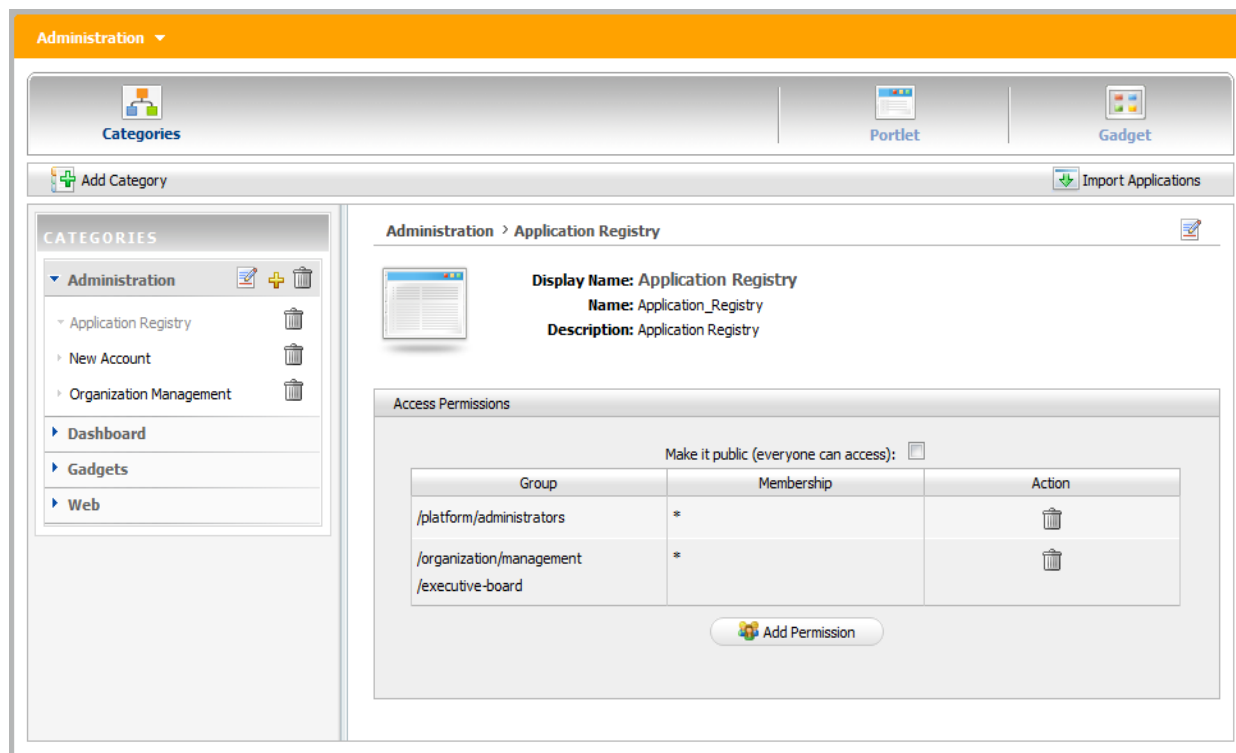 Administration
Categories
Portlet
Gadget
Add Category
Import Applications
CATEGORIES
Administration
Application Registry
New Account
Organization Management
Dashboard
Gadgets
Web
Administration > Application Registry
Display Name: Application Registry
Name: Application_Registry
Description: Application Registry
Access Permissions
Make it public (everyone can access):
Group Membership Action
/platform/administrators *
/organization/management *
/executive-board
Add Permission